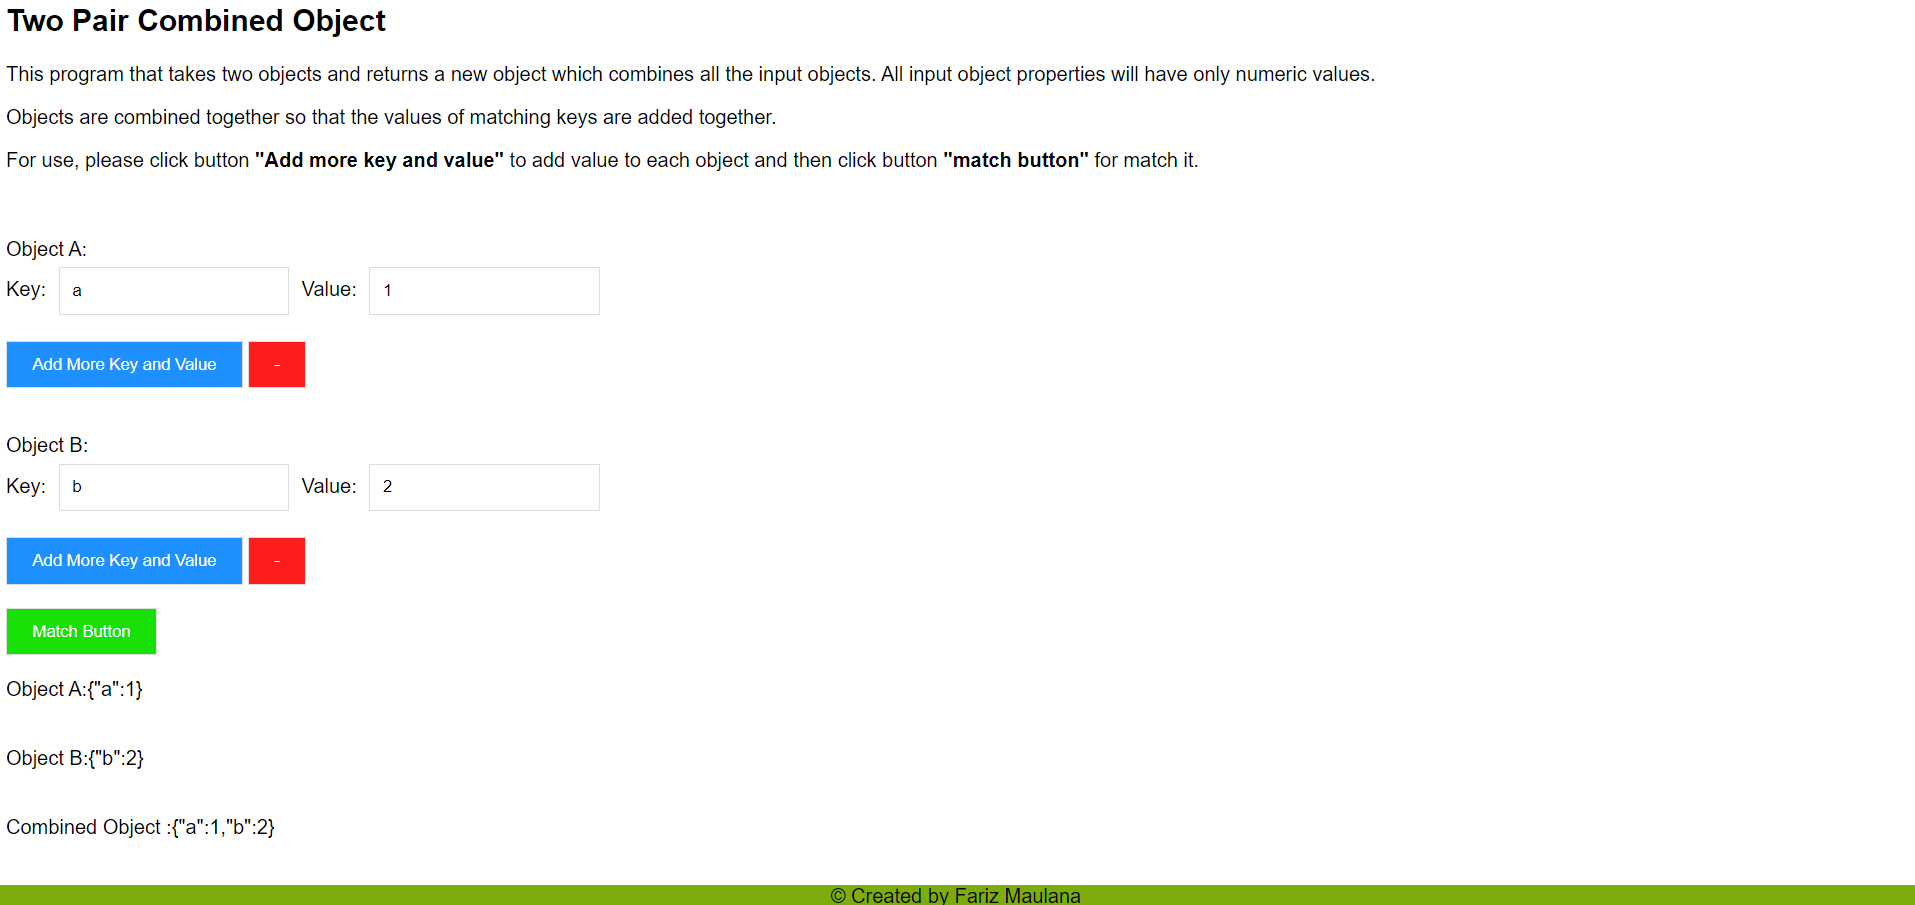 Two Pair Combined Object
This program that takes two objects and returns a new object which combines all the input objects. All input object properties will have only numeric values.
Objects are combined together so that the values of matching keys are added together.
For use, please click button "Add more key and value" to add value to each object and then click button "match button" for match it.
Object A:
Key: a Value: 1
Add More Key and Value -
Object B:
Key: b Value: 2
Add More Key and Value -
Match Button
Object A:{"a":1}
Object B:{"b":2}
Combined Object :{"a":1,"b":2}
© Created by Fariz Maulana